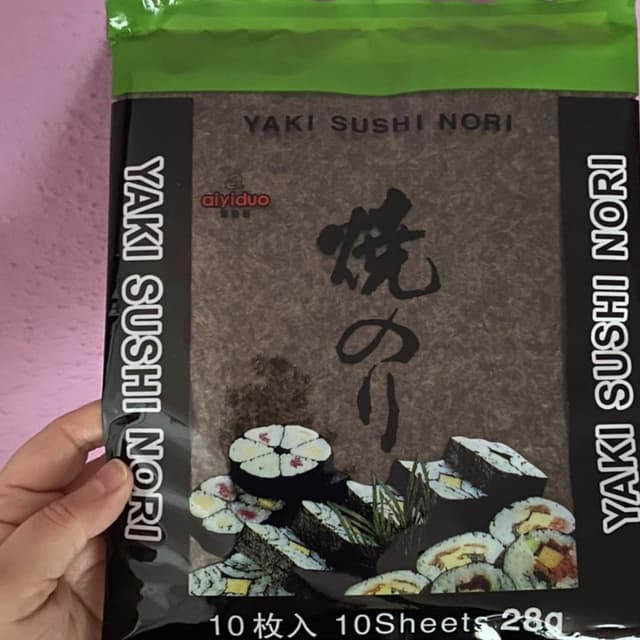 YAKI SUSHI NORI
aiyiduo
焼のり
YAKI SUSHI NORI
YAKI SUSHI NORI
10枚入 10Sheets 28g